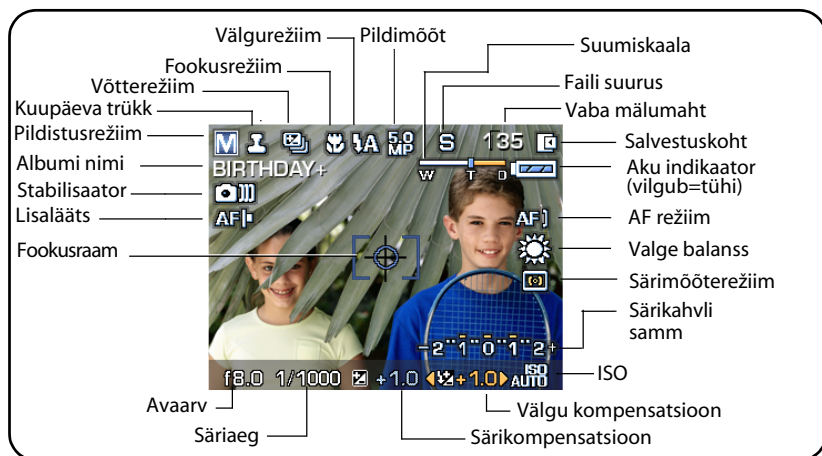 Välgurežiim Pildimõõt Suumiskaala
Fookusrežiim Faili suurus
Võtterežiim Vaba mälumaht
Kuupäeva trükk
Pildistusrežiim M ϟA 5.0 MP S 135 Salvestuskoht
Albumi nimi BIRTHDAY+ W T D Aku indikaator
(vilgub=tühi)
Stabilisaator
Lisalääts AF AF AF režiim
Fookusraam Valge balanss
Särimõõterežiim
Särikahvli
samm
-2 1 0 1 2+
f8.0 1/1000 +1.0 +1.0 ISO AUTO ISO
Avaarv Välgu kompensatsioon
Säriaeg Särikompensatsioon